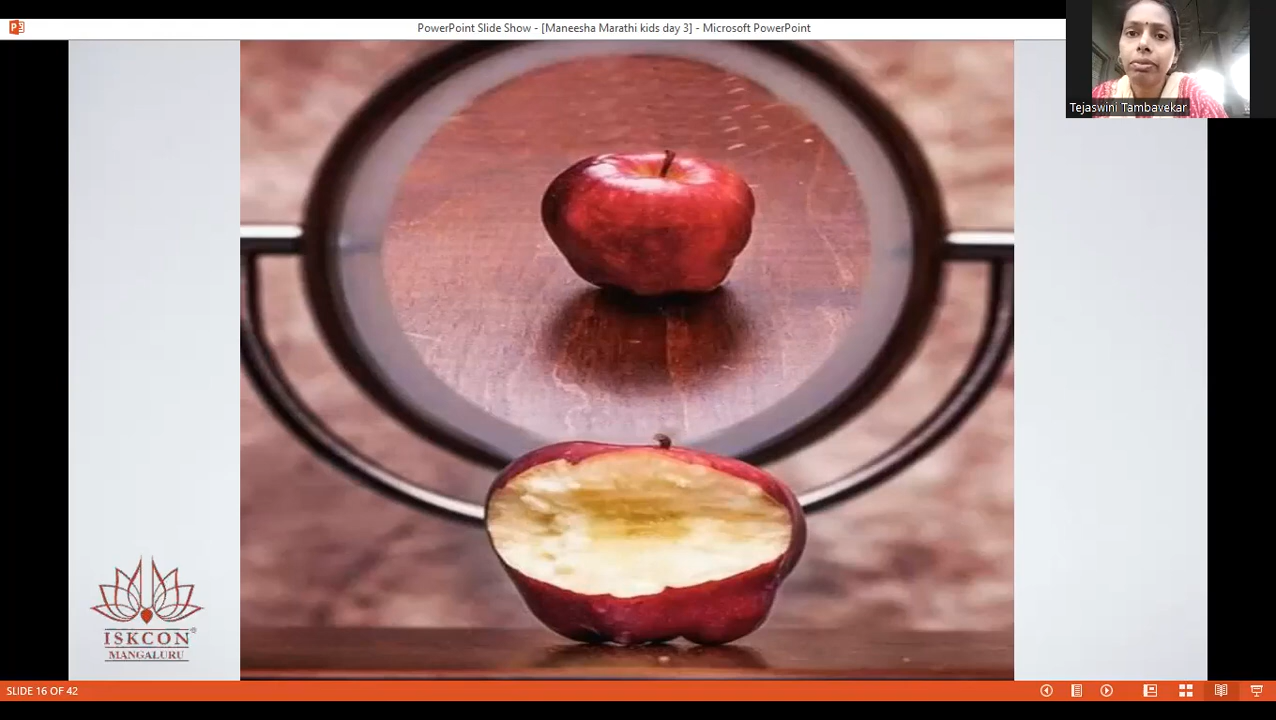 PowerPoint Slide Show - [Maneesha Marathi kids day 3] - Microsoft PowerPoint
Tejaswini Tambavekar
ISKCON®
MANGALURU
SLIDE 16 OF 42